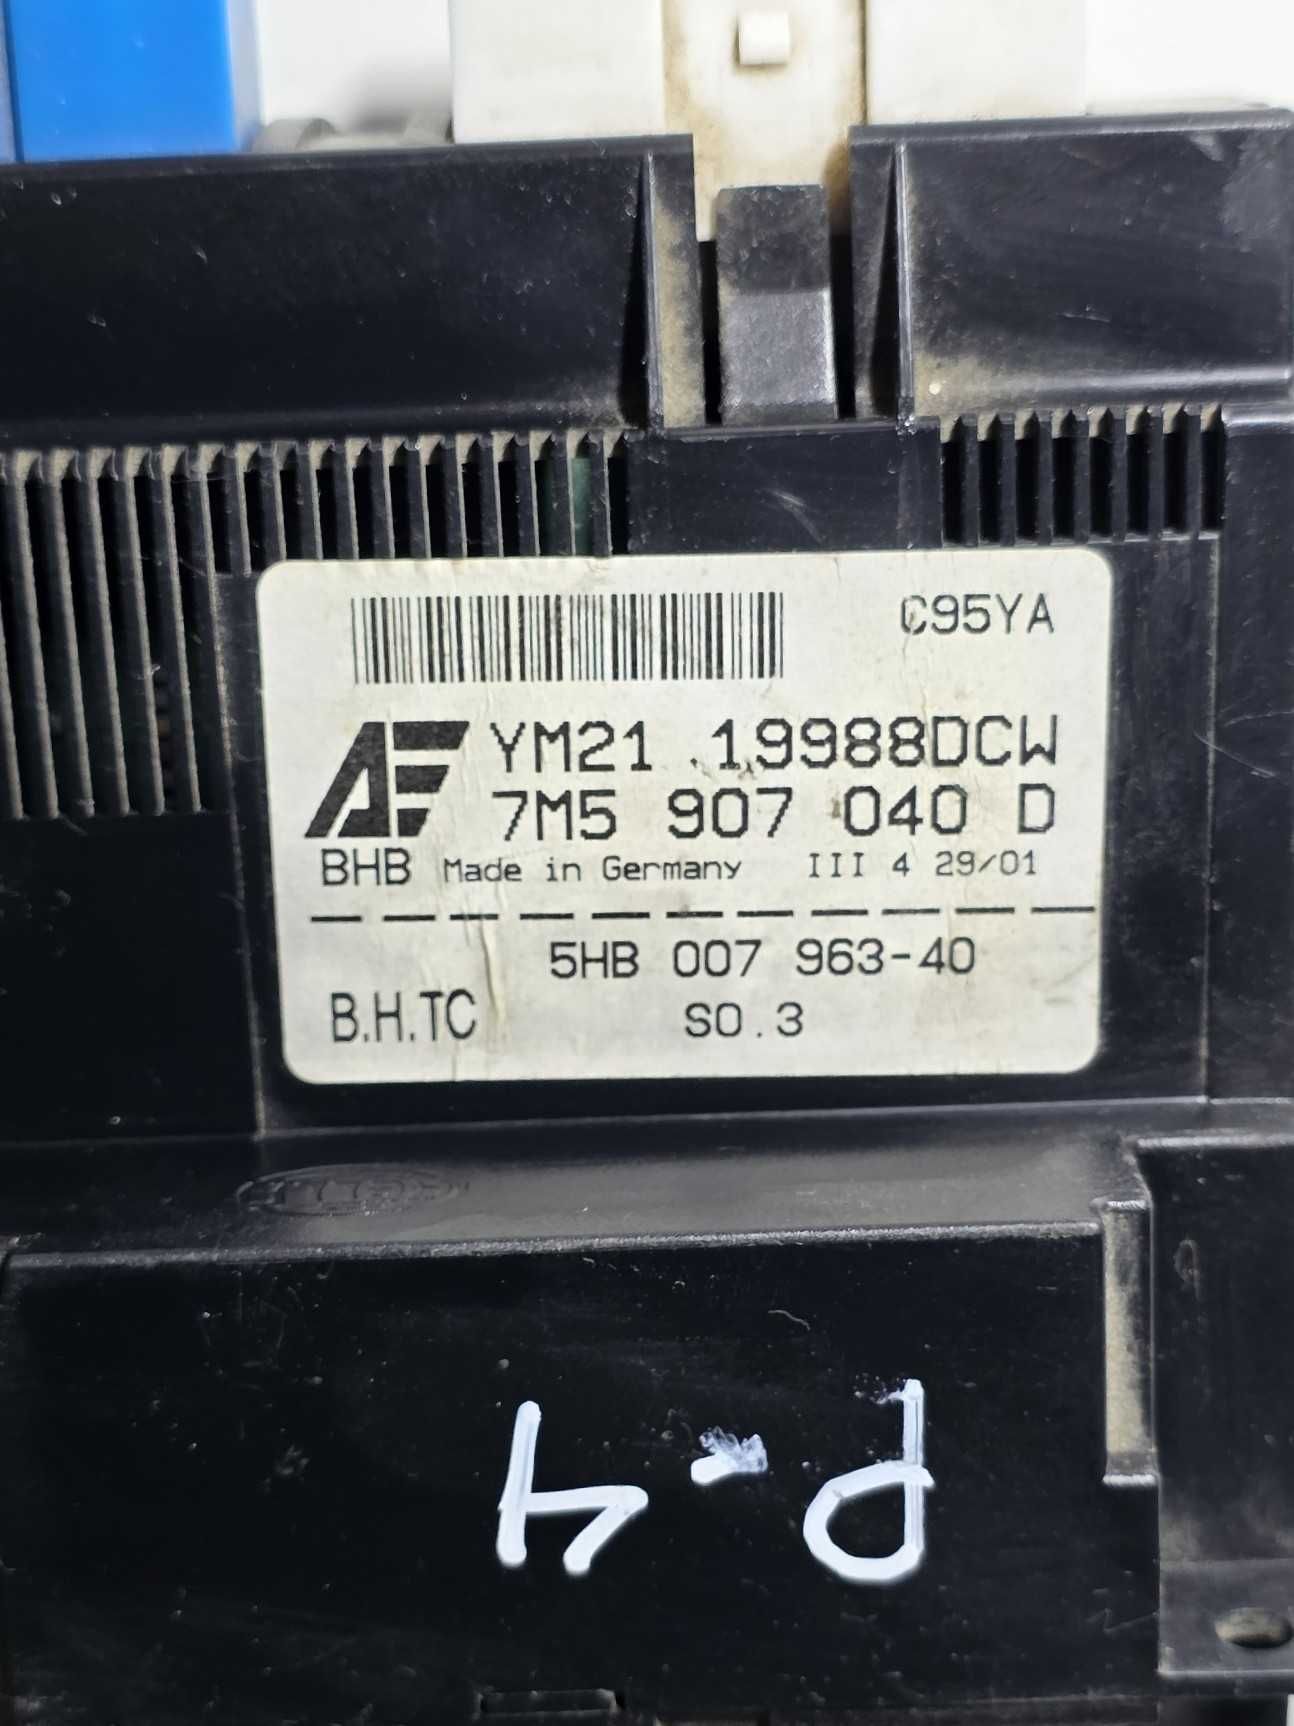 C95YA
YM21 19988DCW
7M5 907 040 D
BHB Made in Germany III 4 29/01
5HB 007 963-40
B.H.TC S0.3
P-4